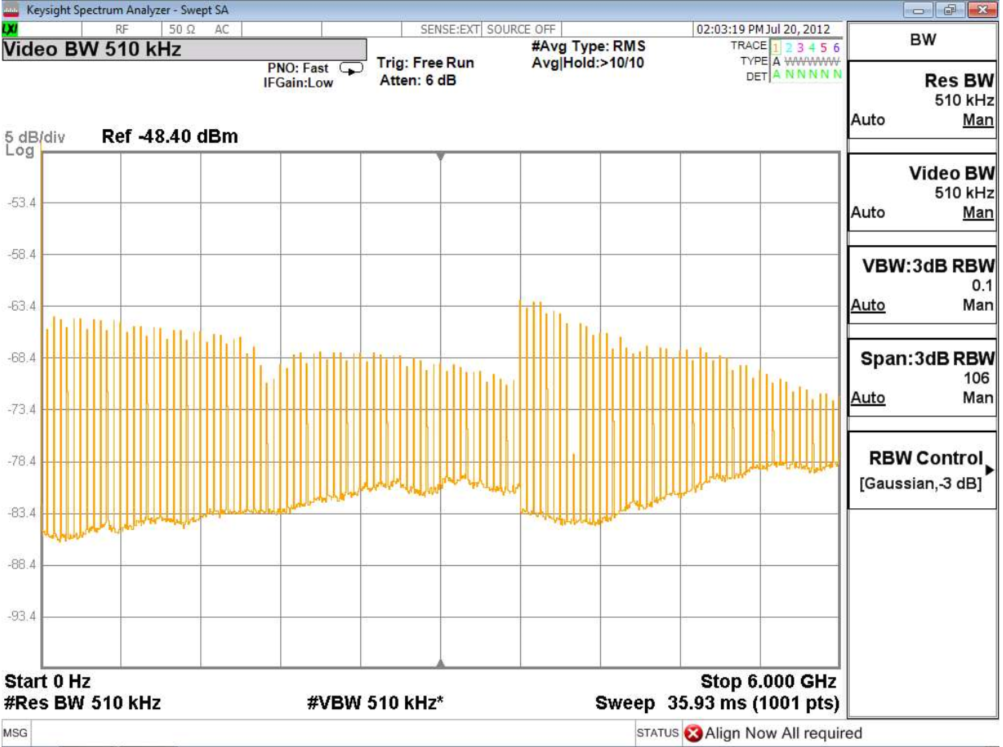 Keysight Spectrum Analyzer - Swept SA
LXI
RF
50 Ω AC
SENSE:EXT SOURCE OFF
02:03:19 PM Jul 20, 2012
Video BW 510 kHz
PNO: Fast
IFGain:Low
Trig: Free Run
Atten: 6 dB
#Avg Type: RMS
Avg|Hold:>10/10
TRACE 1 2 3 4 5 6
TYPE A WWWWW
DET A N N N N N
5 dB/div
Log
Ref -48.40 dBm
-53.4
-58.4
-63.4
-68.4
-73.4
-78.4
-83.4
-88.4
-93.4
Start 0 Hz
Stop 6.000 GHz
#Res BW 510 kHz
#VBW 510 kHz*
Sweep 35.93 ms (1001 pts)
BW
Res BW
510 kHz
Auto Man
Video BW
510 kHz
Auto Man
VBW:3dB RBW
0.1
Auto Man
Span:3dB RBW
106
Auto Man
RBW Control
[Gaussian,-3 dB]
MSG
STATUS
Align Now All required